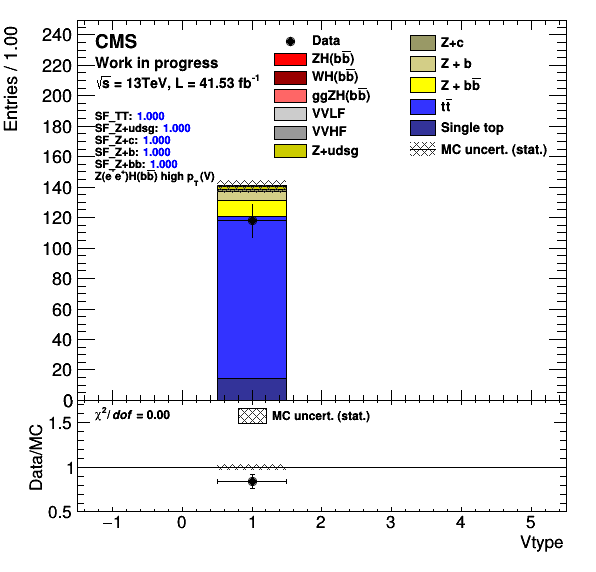 CMS
Work in progress
√s = 13TeV, L = 41.53 fb⁻¹
SF_TT: 1.000
SF_Z+udsg: 1.000
SF_Z+c: 1.000
SF_Z+b: 1.000
SF_Z+bb: 1.000
Z(e⁻e⁺)H(bb̅) high p_T(V)
Data
ZH(bb̅)
WH(bb̅)
ggZH(bb̅)
VVLF
VVHF
Z+udsg
Z+c
Z + b
Z + bb̅
tt̅
Single top
MC uncert. (stat.)
Entries / 1.00
240
220
200
180
160
140
120
100
80
60
40
20
0
χ²/dof = 0.00
MC uncert. (stat.)
Data/MC
1.5
1
0.5
−1 0 1 2 3 4 5
Vtype